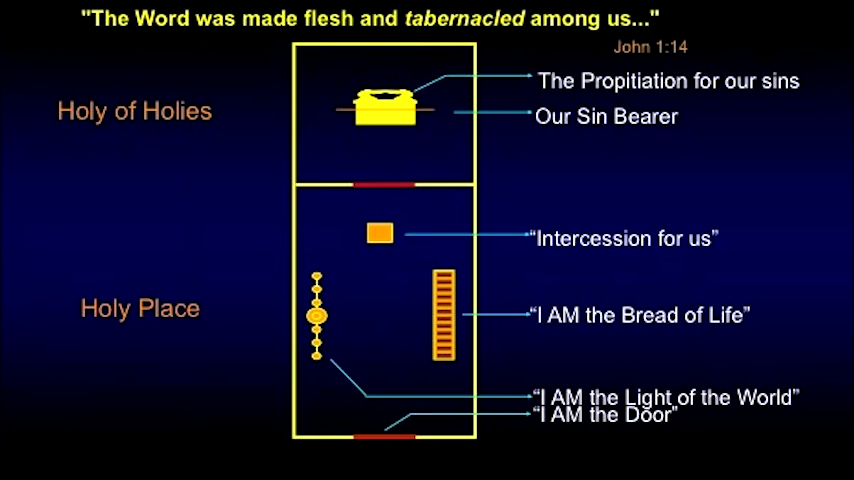 "The Word was made flesh and tabernacled among us..."
John 1:14
The Propitiation for our sins
Holy of Holies
Our Sin Bearer
“Intercession for us”
Holy Place
“I AM the Bread of Life”
“I AM the Light of the World”
“I AM the Door”